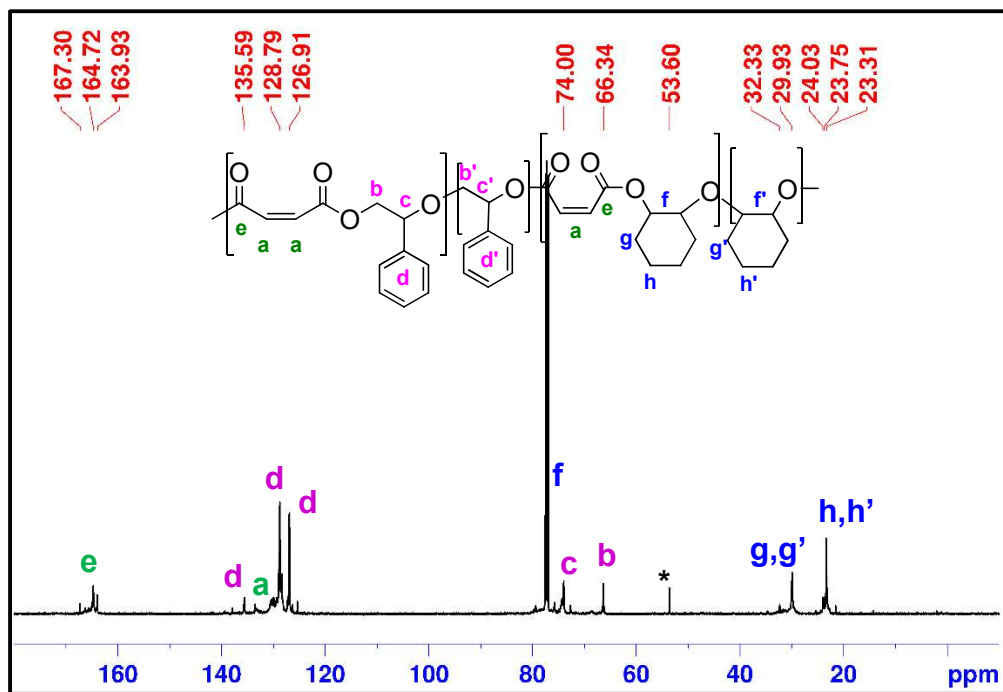 167.30
164.72
163.93
135.59
128.79
126.91
74.00
66.34
53.60
32.33
29.93
24.03
23.75
23.31
O O O O
b c O b' c' O e O f O f' O
e a a O a g g'
d d' h h'
f
d d h,h'
e d a c b * g,g'
160 140 120 100 80 60 40 20 ppm